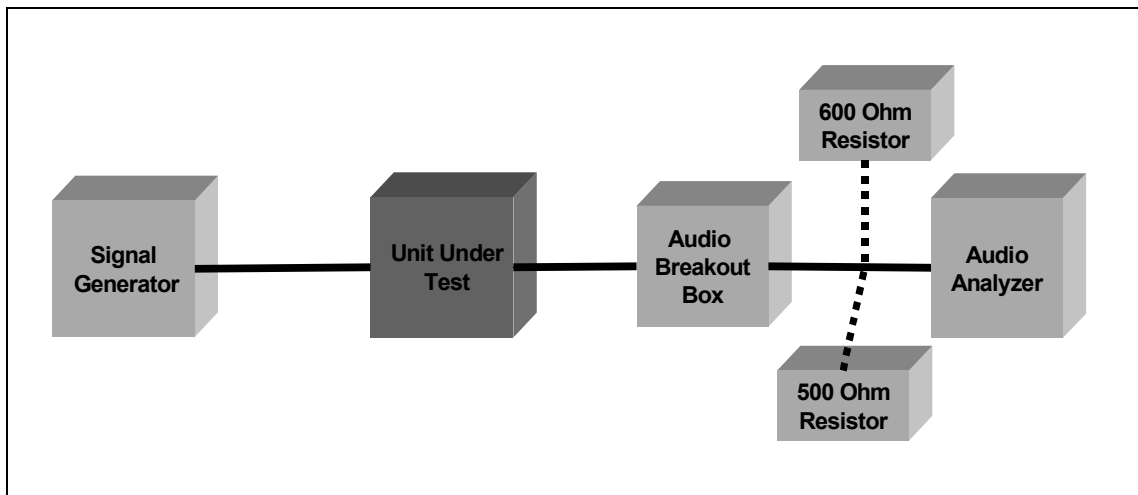 600 Ohm
Resistor
Signal
Generator
Unit Under
Test
Audio
Breakout
Box
Audio
Analyzer
500 Ohm
Resistor